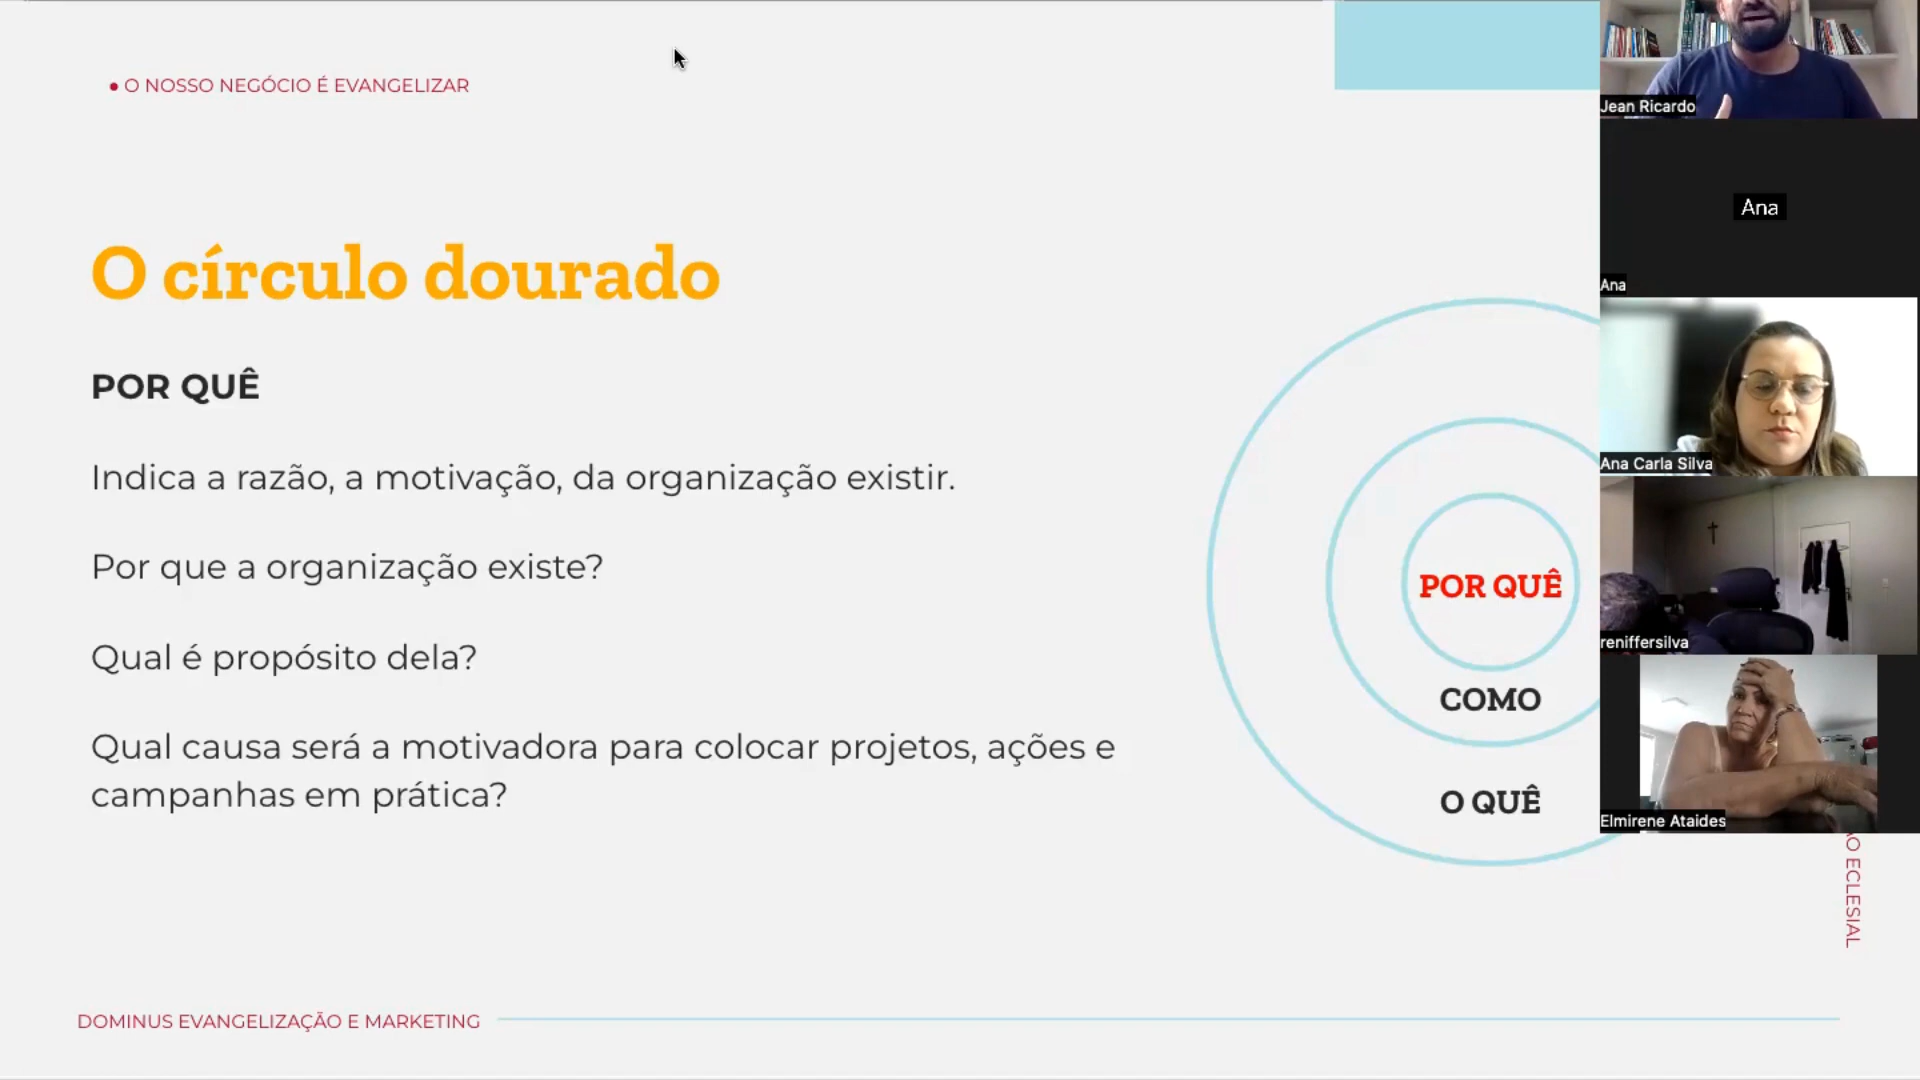 • O NOSSO NEGÓCIO É EVANGELIZAR
O círculo dourado
POR QUÊ
Indica a razão, a motivação, da organização existir.
Por que a organização existe?
Qual é propósito dela?
Qual causa será a motivadora para colocar projetos, ações e
campanhas em prática?
POR QUÊ
COMO
O QUÊ
Jean Ricardo
Ana
Ana
Ana Carla Silva
reniffersilva
Elmirene Ataides
ECLESIAL
DOMINUS EVANGELIZAÇÃO E MARKETING